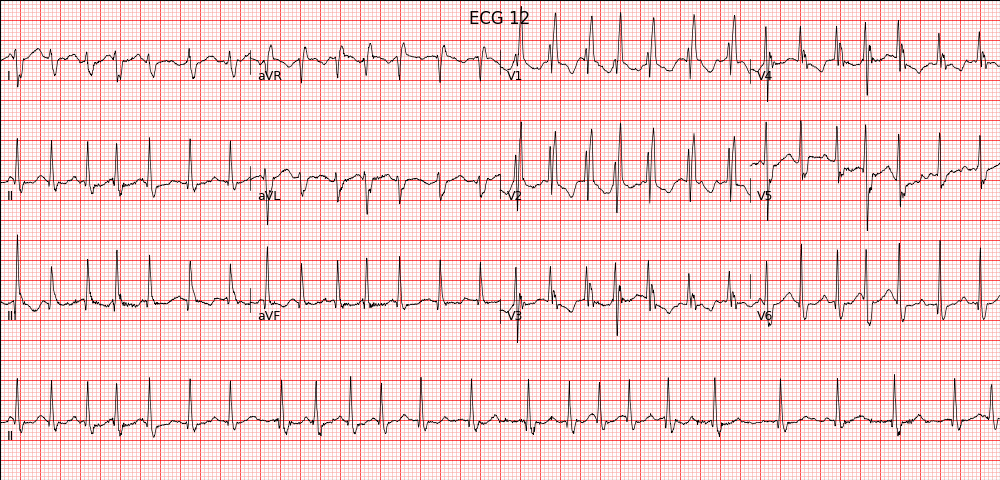 ECG 12
I aVR V1 V4
II aVL V2 V5
III aVF V3 V6
II